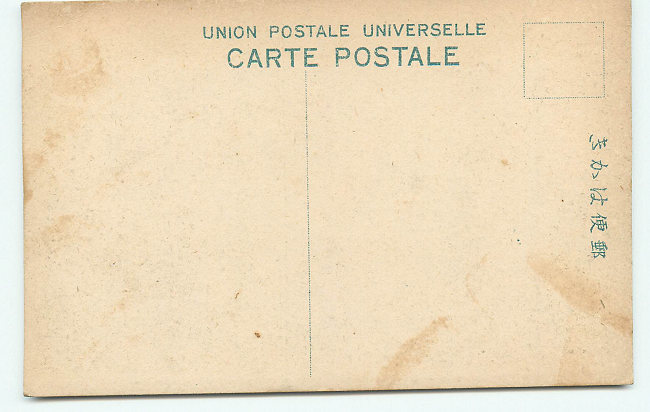 UNION POSTALE UNIVERSELLE
CARTE POSTALE
郵便はかき